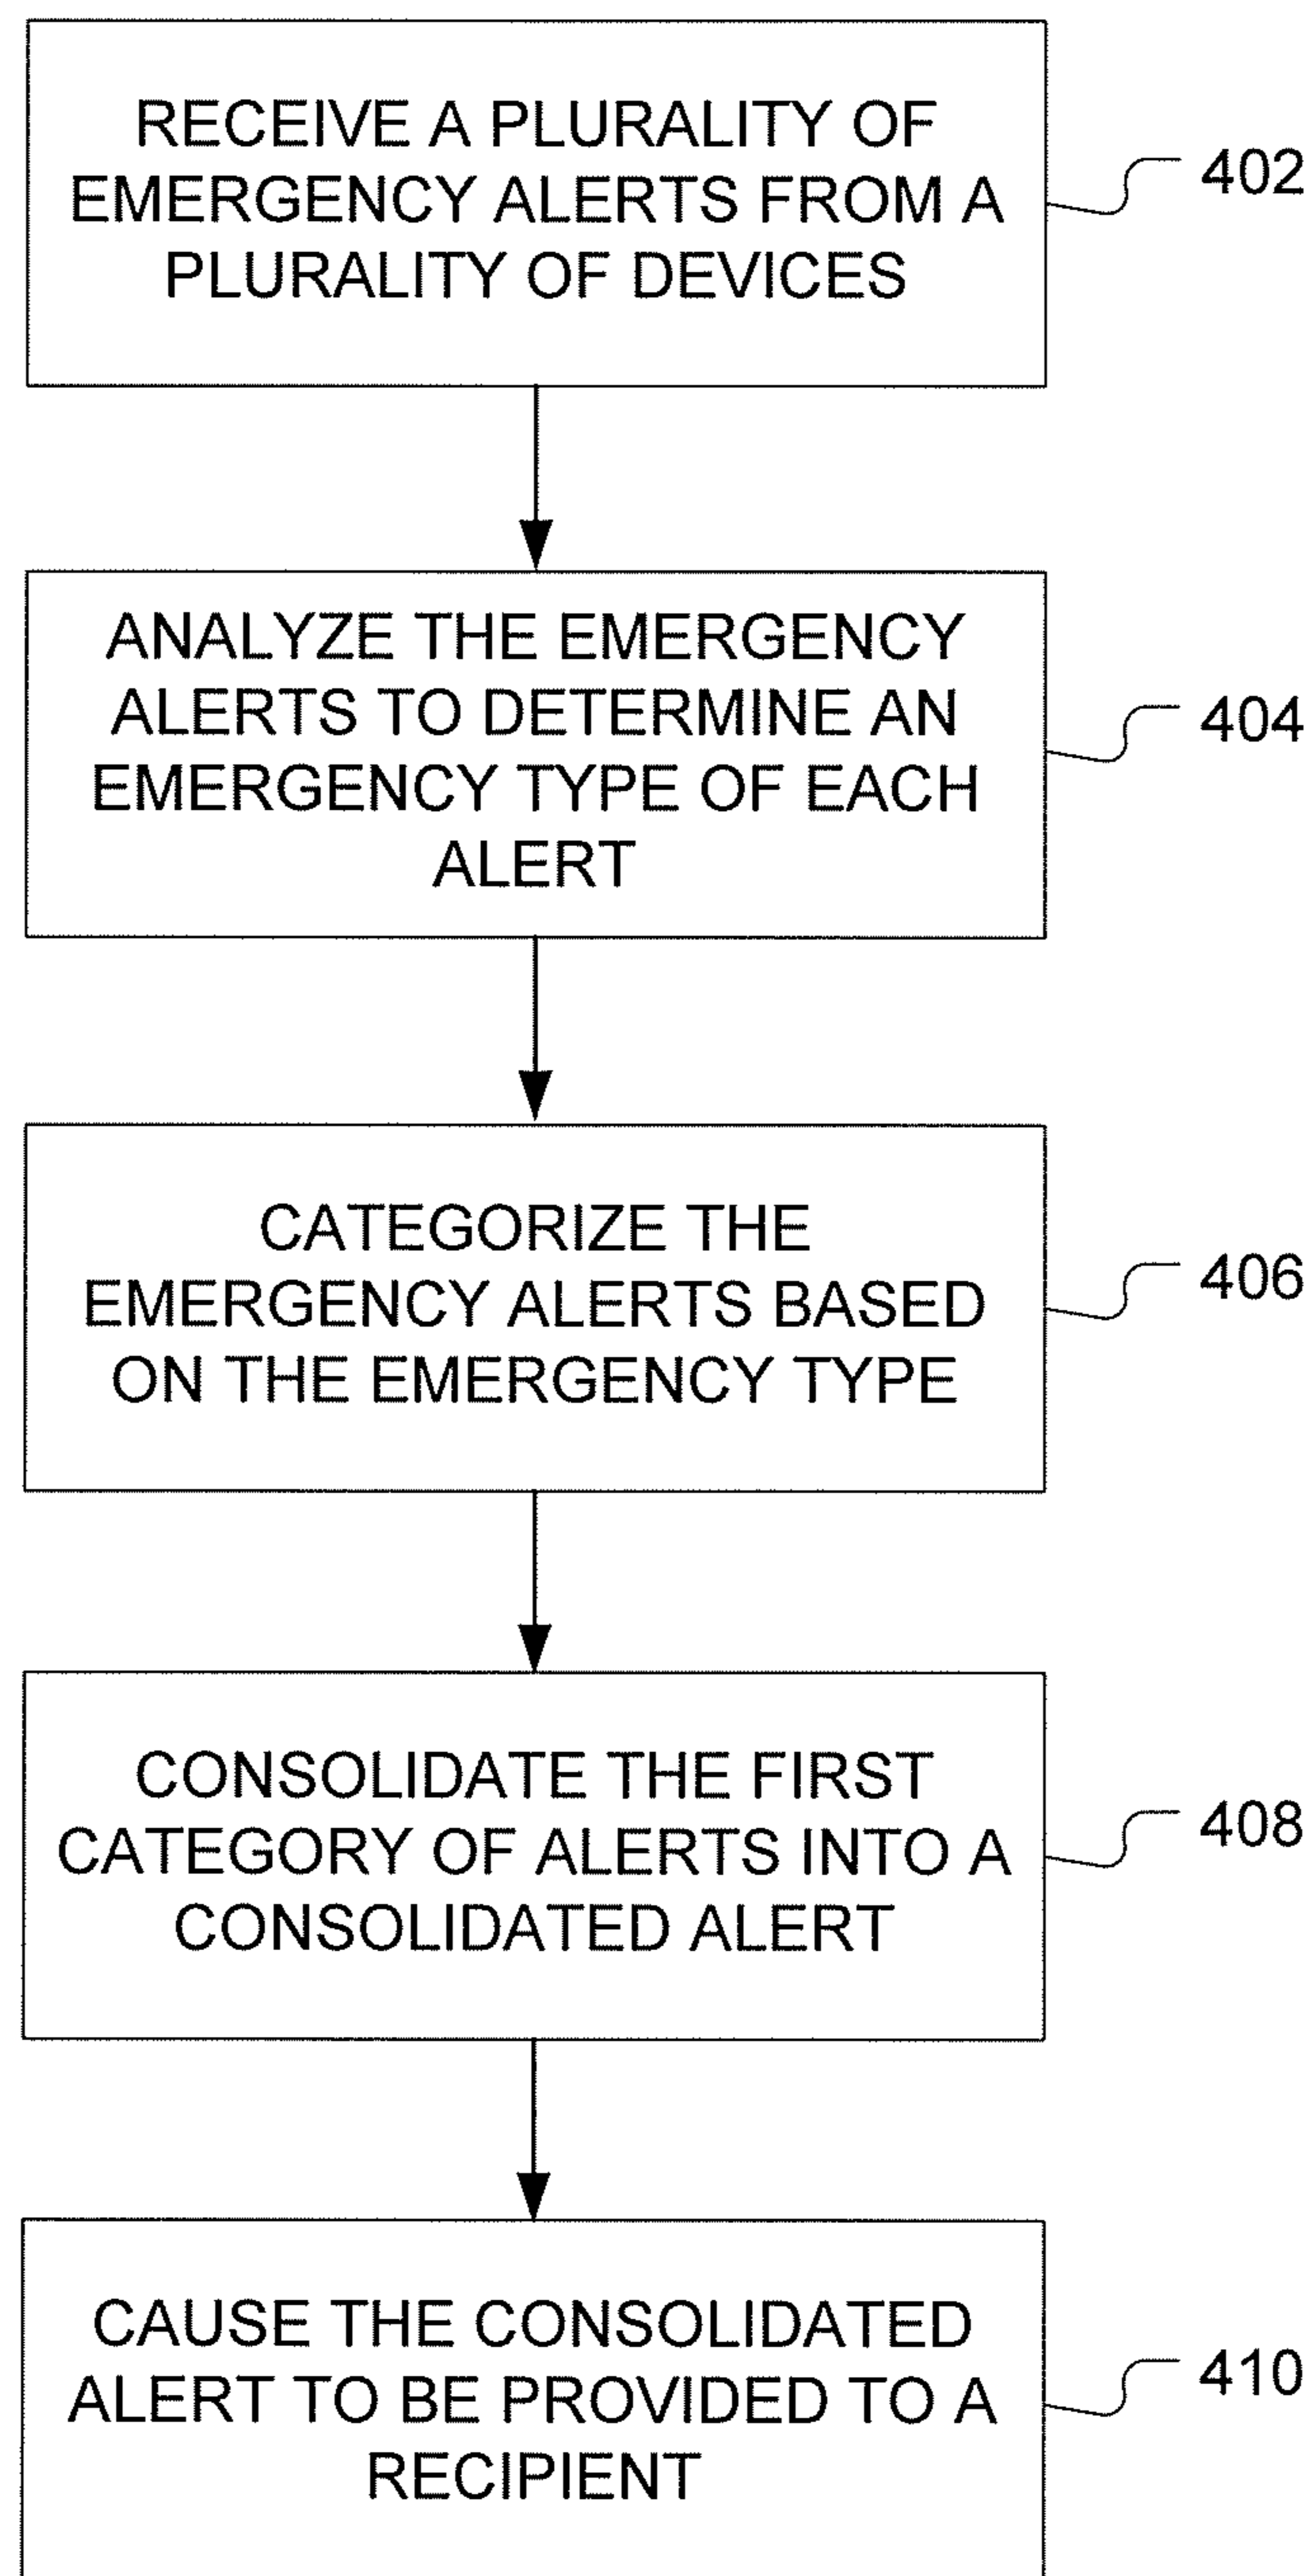 RECEIVE A PLURALITY OF
EMERGENCY ALERTS FROM A
PLURALITY OF DEVICES
402
ANALYZE THE EMERGENCY
ALERTS TO DETERMINE AN
EMERGENCY TYPE OF EACH
ALERT
404
CATEGORIZE THE
EMERGENCY ALERTS BASED
ON THE EMERGENCY TYPE
406
CONSOLIDATE THE FIRST
CATEGORY OF ALERTS INTO A
CONSOLIDATED ALERT
408
CAUSE THE CONSOLIDATED
ALERT TO BE PROVIDED TO A
RECIPIENT
410